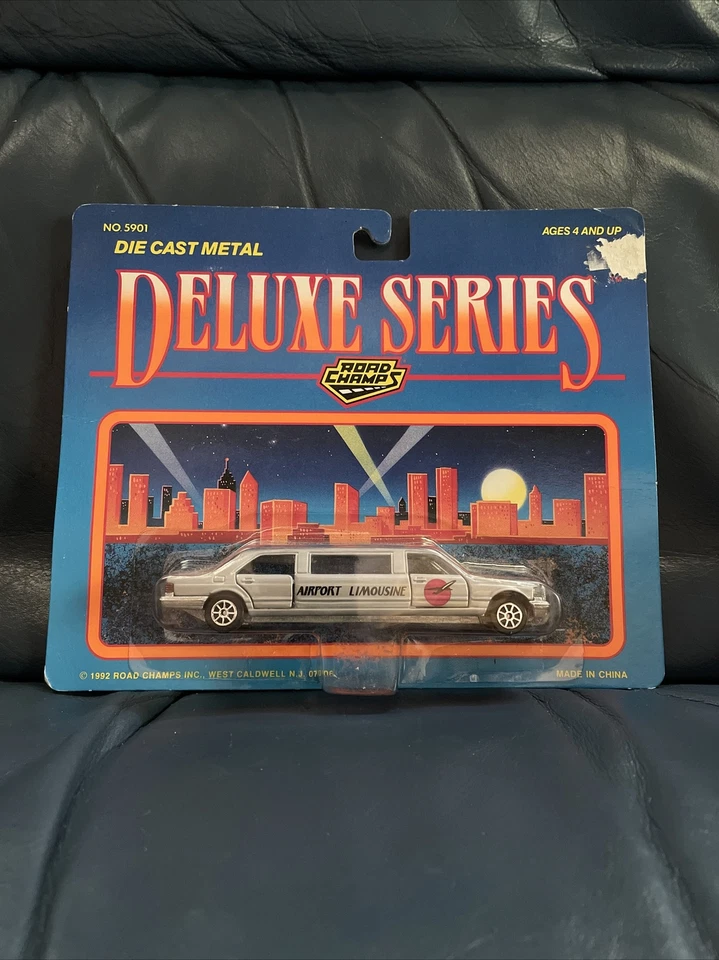 NO. 5901
AGES 4 AND UP
DIE CAST METAL
DELUXE SERIES
ROAD
CHAMPS
AIRPORT LIMOUSINE
© 1992 ROAD CHAMPS INC., WEST CALDWELL N.J.
MADE IN CHINA